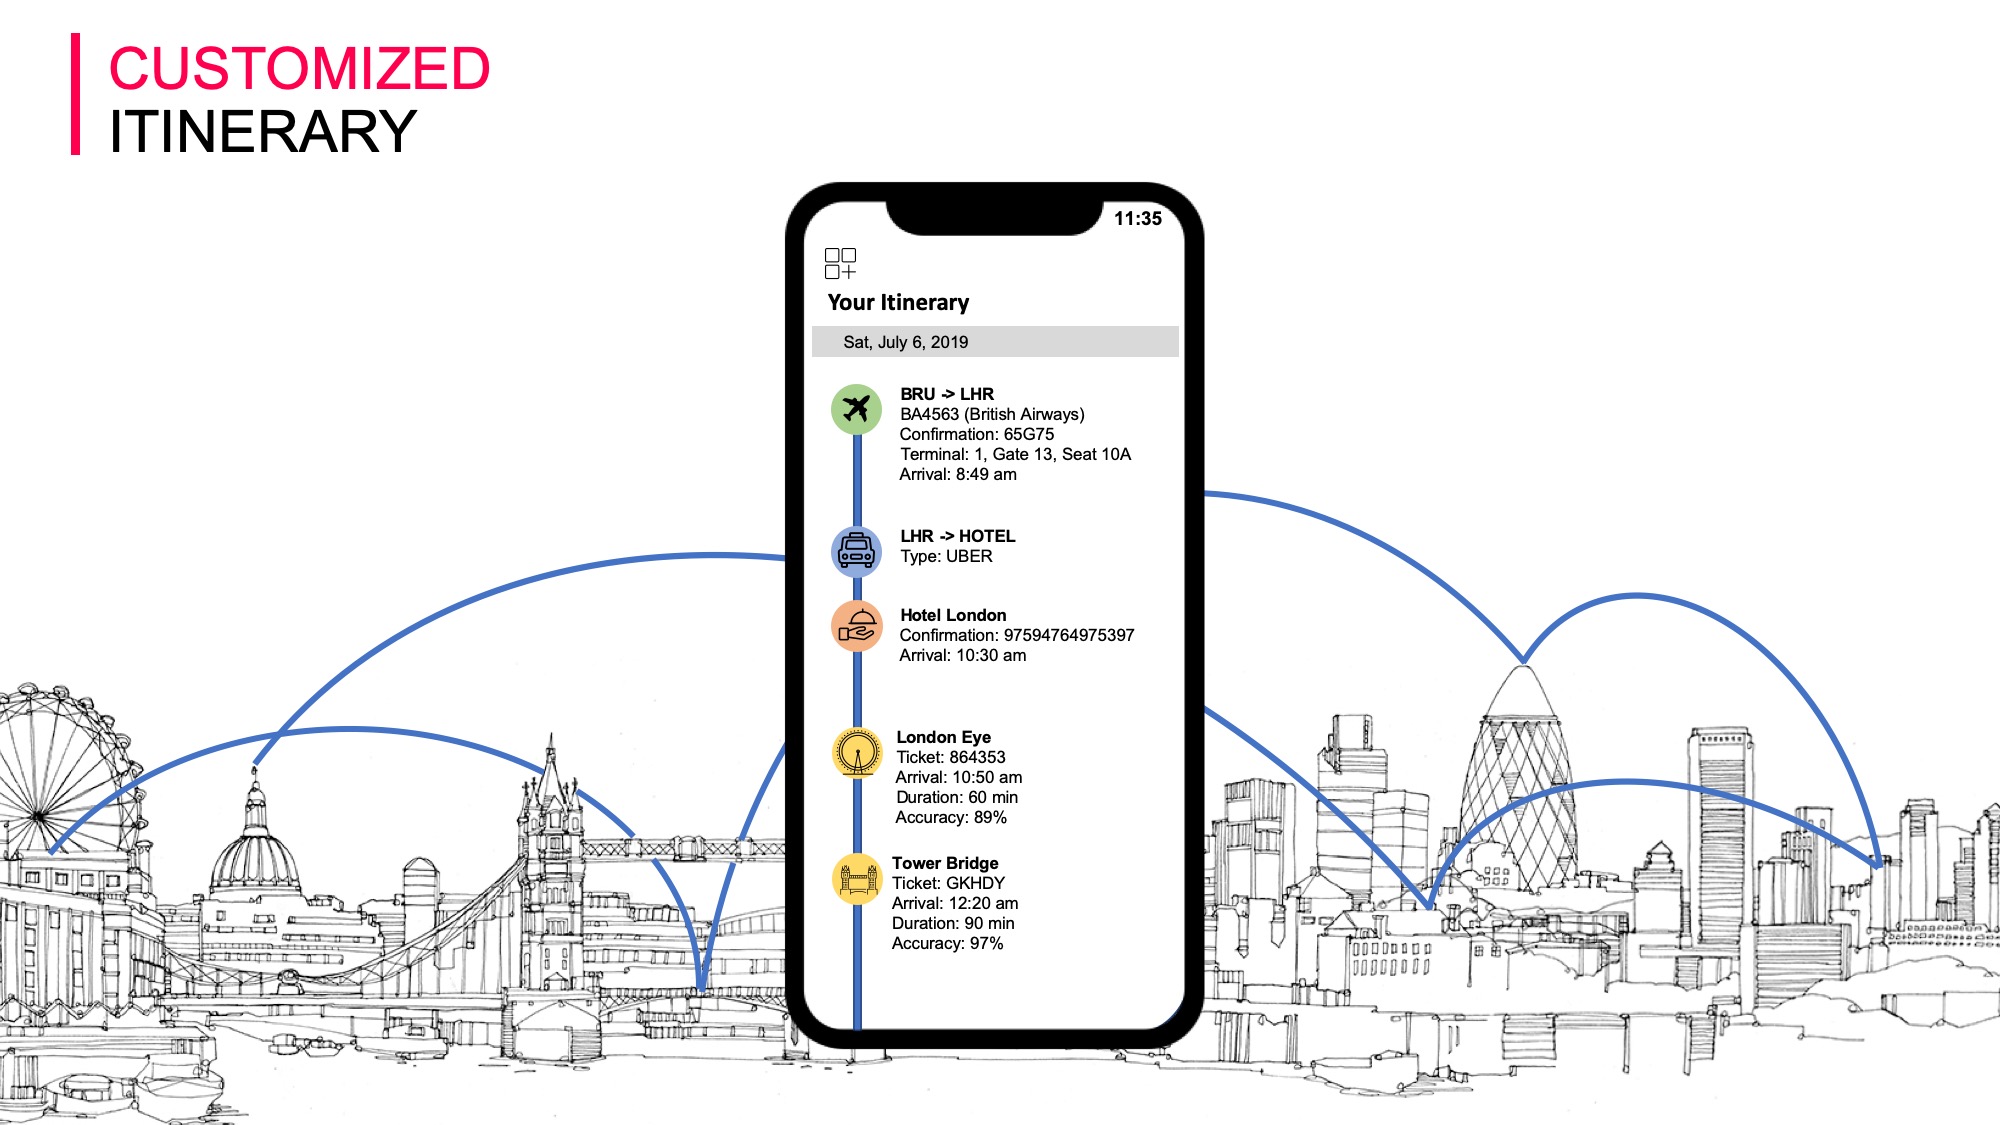 CUSTOMIZED
ITINERARY
11:35
Your Itinerary
Sat, July 6, 2019
BRU -> LHR
BA4563 (British Airways)
Confirmation: 65G75
Terminal: 1, Gate 13, Seat 10A
Arrival: 8:49 am
LHR -> HOTEL
Type: UBER
Hotel London
Confirmation: 97594764975397
Arrival: 10:30 am
London Eye
Ticket: 864353
Arrival: 10:50 am
Duration: 60 min
Accuracy: 89%
Tower Bridge
Ticket: GKHDY
Arrival: 12:20 am
Duration: 90 min
Accuracy: 97%